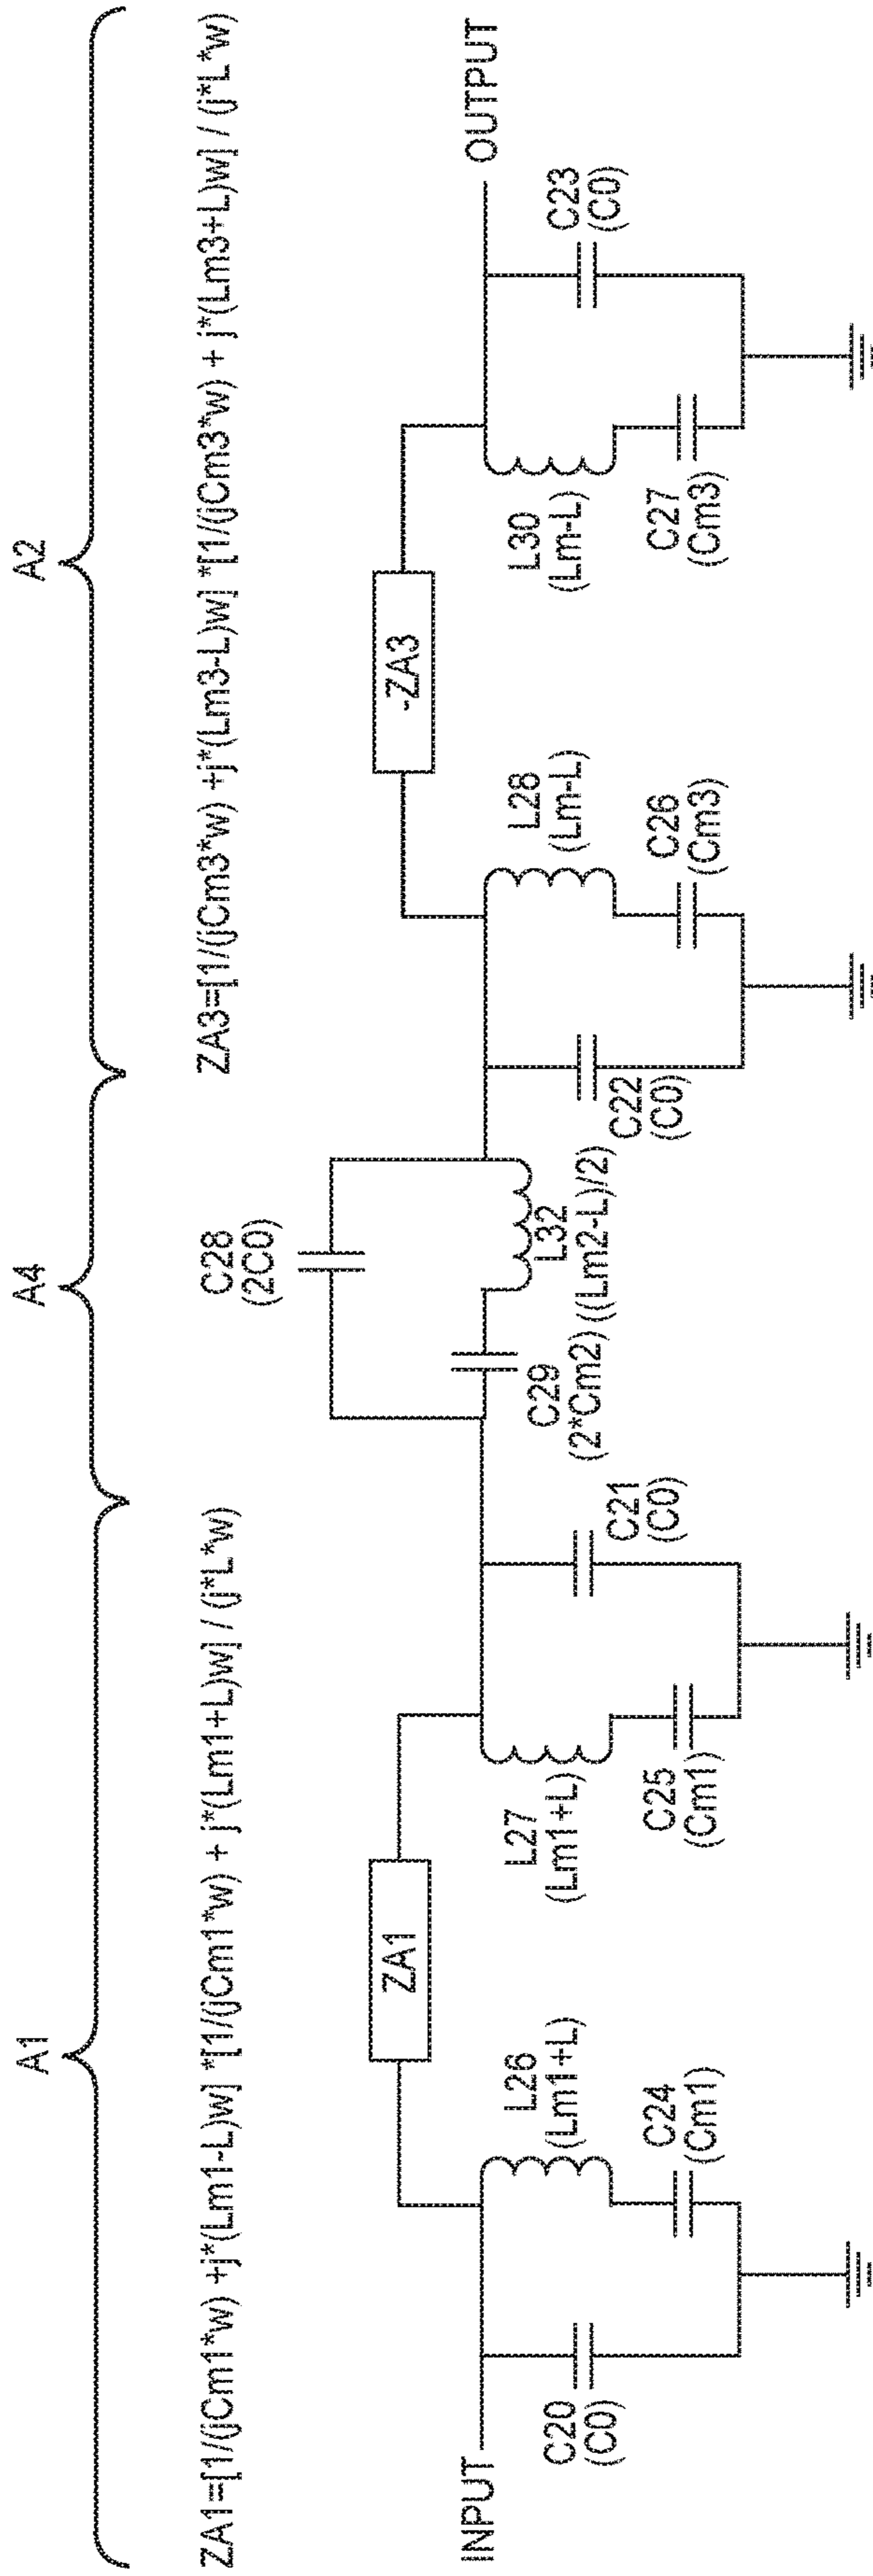 A1
A4
A2
ZA1=[1/(jCm1*w) +j*(Lm1-L)w] *[1/(jCm1*w) + j*(Lm1+L)w] / (j*L*w)
ZA3=[1/(jCm3*w) +j*(Lm3-L)w] *[1/(jCm3*w) + j*(Lm3+L)w] / (j*L*w)
INPUT
C20
(C0)
L26
(Lm1+L)
C24
(Cm1)
ZA1
L27
(Lm1+L)
C25
(Cm1)
C21
(C0)
C28
(2C0)
C29
(2*Cm2)
L32
((Lm2-L)/2)
C22
(C0)
L28
(Lm-L)
C26
(Cm3)
-ZA3
L30
(Lm-L)
C27
(Cm3)
C23
(C0)
OUTPUT